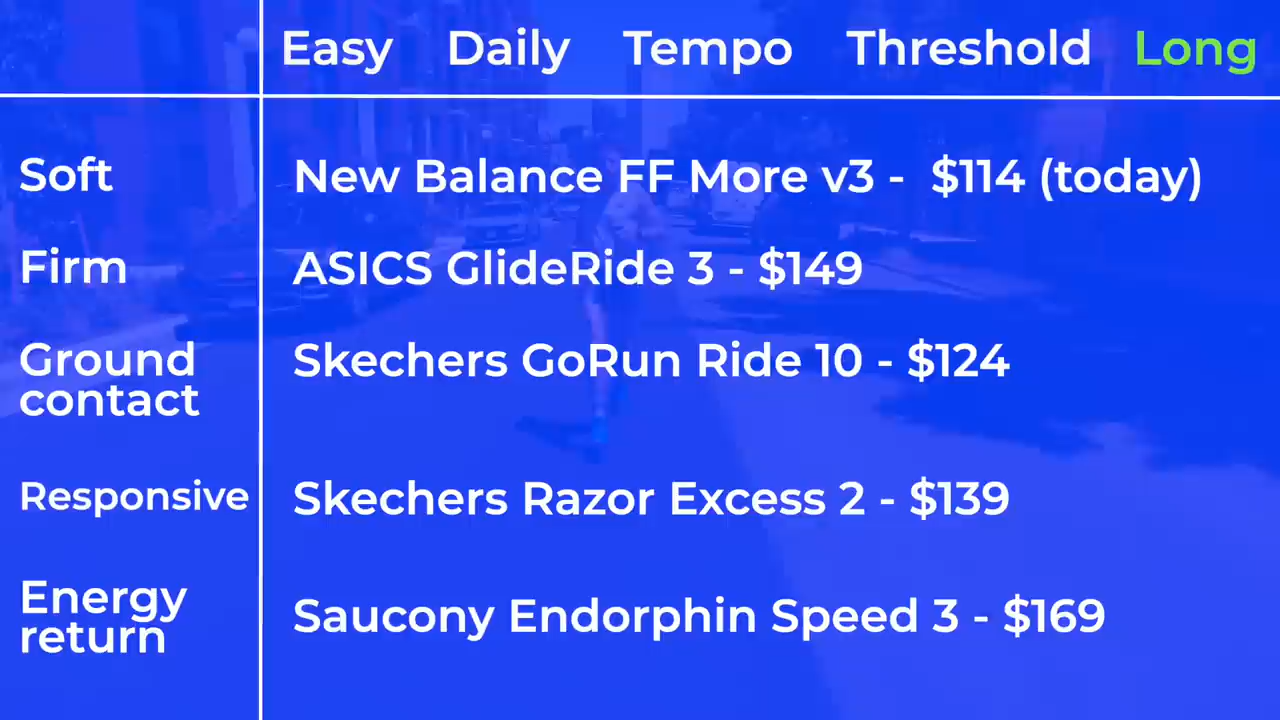 Easy Daily Tempo Threshold Long
Soft New Balance FF More v3 - $114 (today)
Firm ASICS GlideRide 3 - $149
Ground
contact
Skechers GoRun Ride 10 - $124
Responsive Skechers Razor Excess 2 - $139
Energy
return
Saucony Endorphin Speed 3 - $169